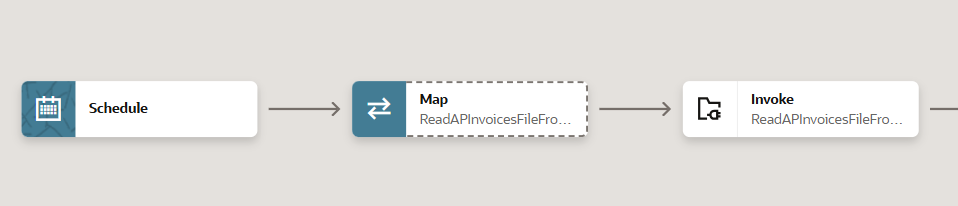 Schedule
Map
ReadAPInvoicesFileFro...
Invoke
ReadAPInvoicesFileFro...